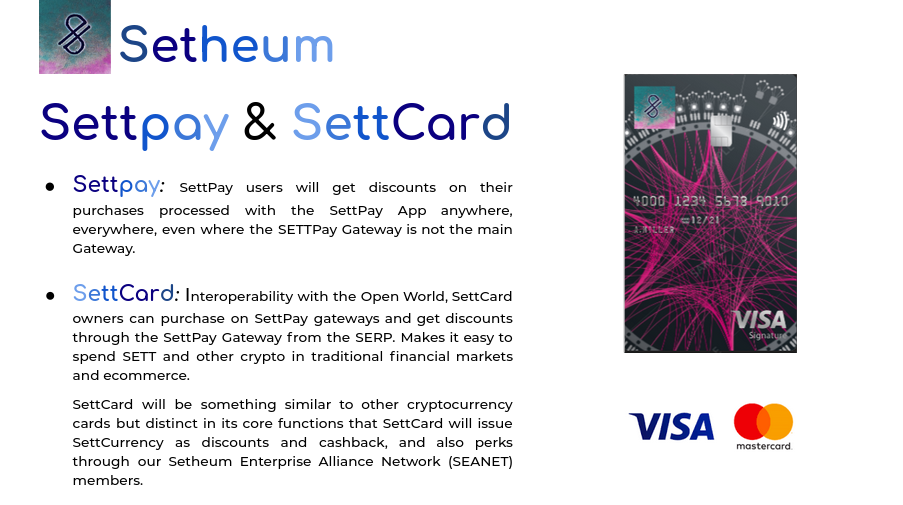 Setheum
Settpay & SettCard
● Settpay: SettPay users will get discounts on their
purchases processed with the SettPay App anywhere,
everywhere, even where the SETTPay Gateway is not the main
Gateway.
● SettCard: Interoperability with the Open World, SettCard
owners can purchase on SettPay gateways and get discounts
through the SettPay Gateway from the SERP. Makes it easy to
spend SETT and other crypto in traditional financial markets
and ecommerce.
SettCard will be something similar to other cryptocurrency
cards but distinct in its core functions that SettCard will issue
SettCurrency as discounts and cashback, and also perks
through our Setheum Enterprise Alliance Network (SEANET)
members.
4000 1234 5678 9010
12/21
J.MILLER
VISA
Signature
VISA
mastercard.